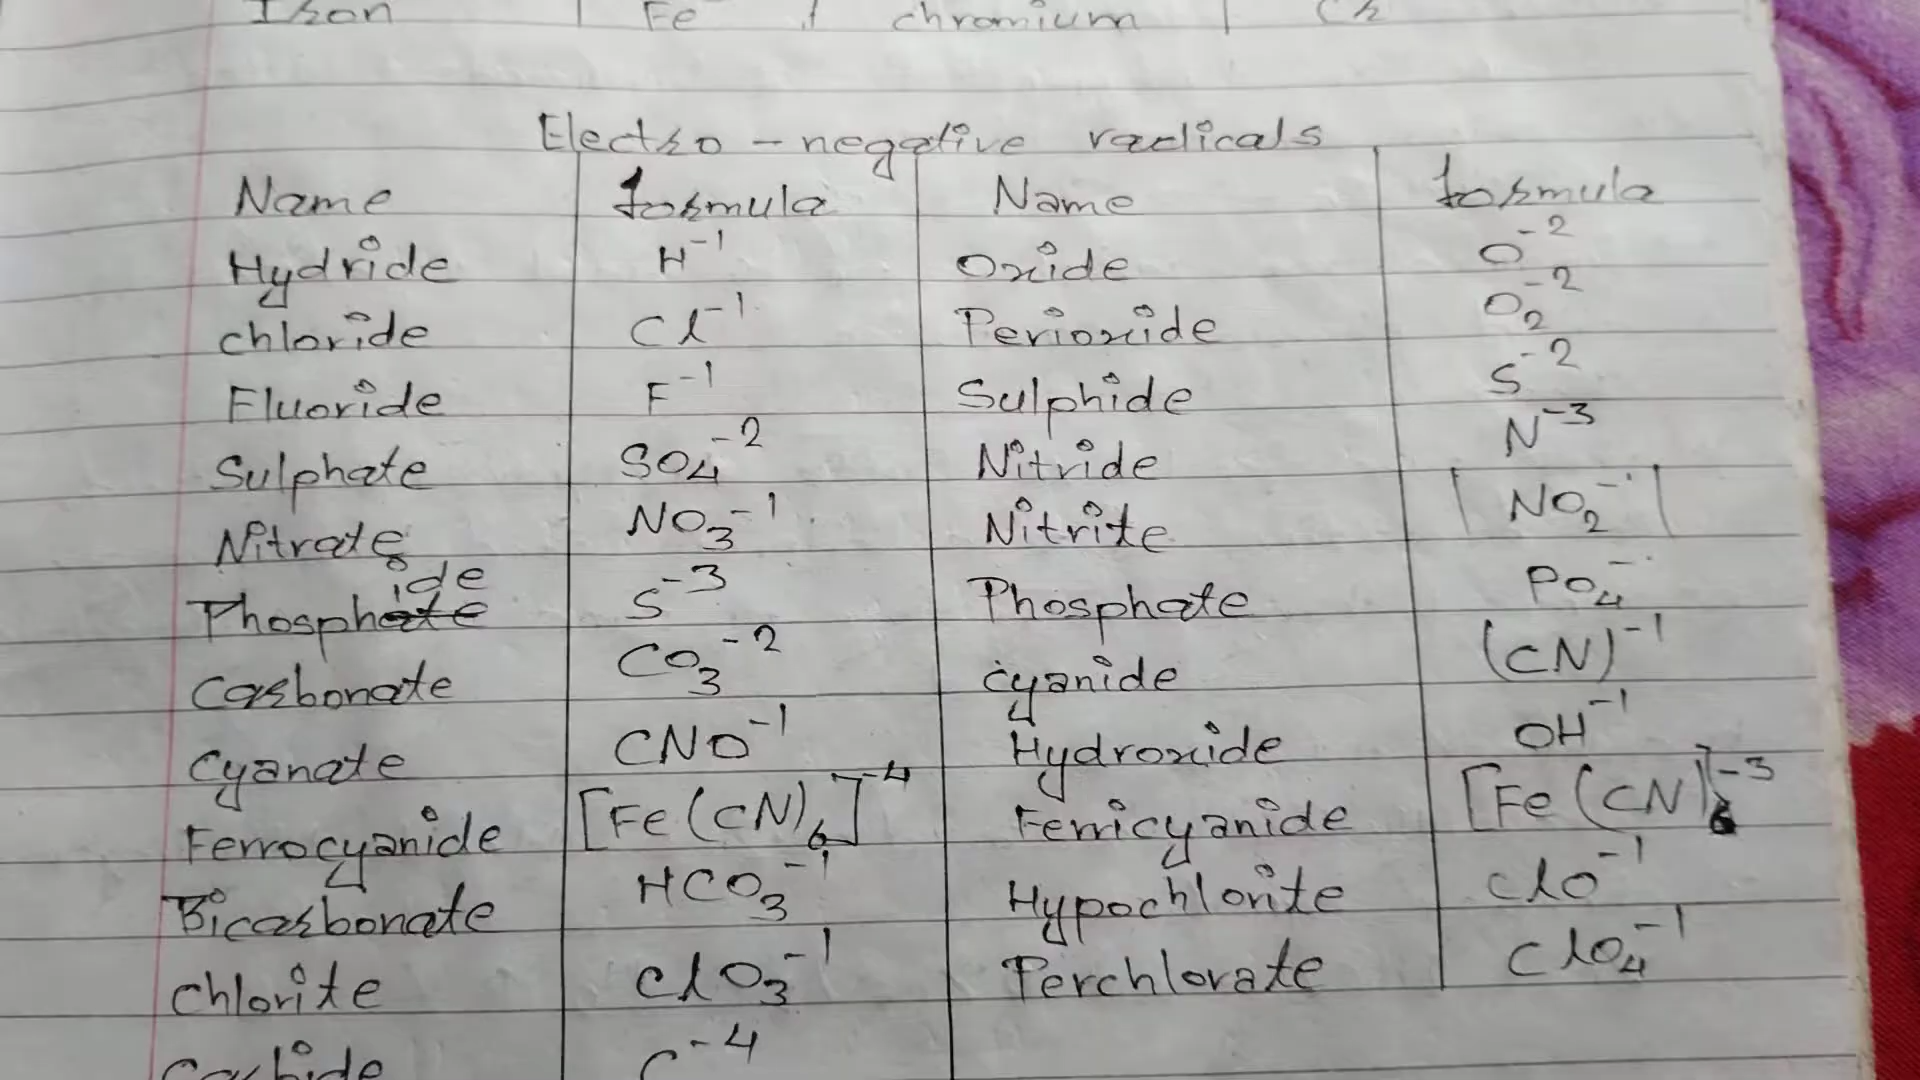 Iron Fe chromium Cr
Electro - negative radicals
Name formula Name formula
Hydride H⁻¹ Oxide O⁻²
chloride Cl⁻¹ Perioxide O₂⁻²
Fluoride F⁻¹ Sulphide S⁻²
Sulphate SO₄⁻² Nitride N⁻³
Nitrate NO₃⁻¹ Nitrite NO₂⁻
Phosphide S⁻³ Phosphate PO₄⁻
Carbonate CO₃⁻² cyanide (CN)⁻¹
Cyanate CNO⁻¹ Hydroxide OH⁻¹
Ferrocyanide [Fe(CN)₆]⁻⁴ Ferricyanide [Fe(CN)₆]⁻³
Bicarbonate HCO₃⁻¹ Hypochlorite ClO⁻¹
Chlorite ClO₃⁻¹ Perchlorate ClO₄⁻¹
Carbide C⁻⁴